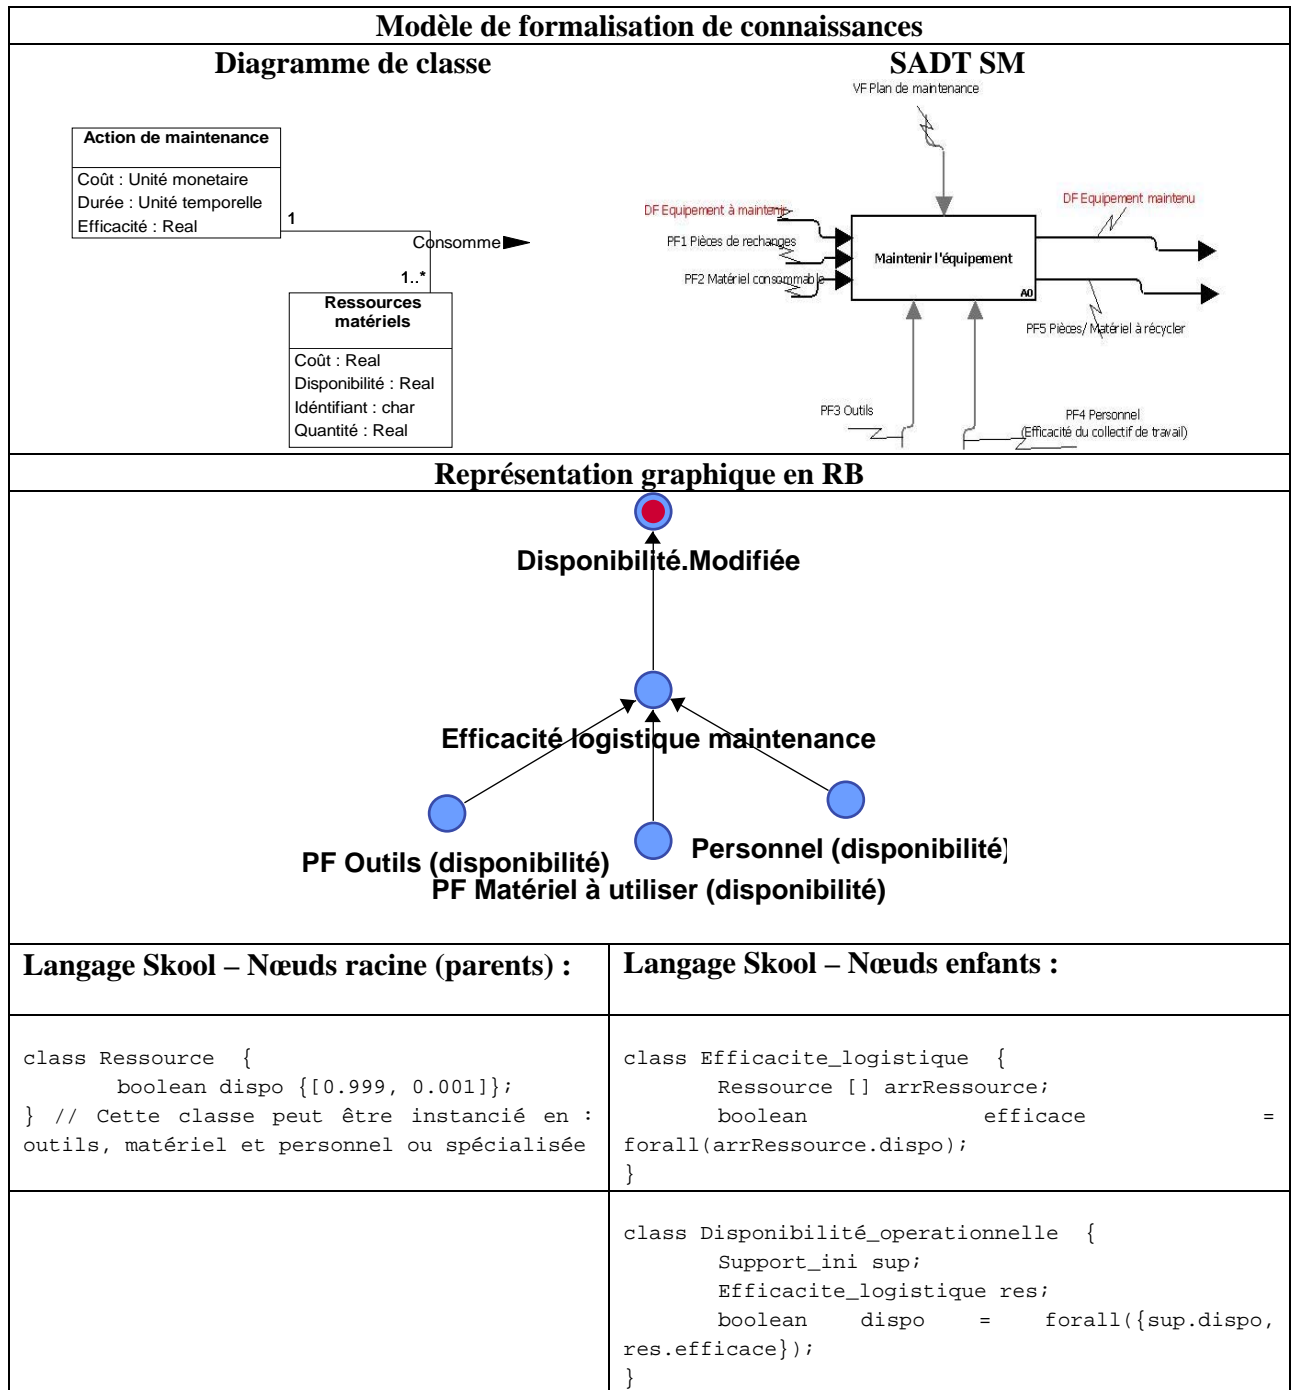 Modèle de formalisation de connaissances
Diagramme de classe
SADT SM
VF Plan de maintenance
Action de maintenance
Coût : Unité monetaire
Durée : Unité temporelle
Efficacité : Real
1
Consomme
1..*
Ressources
matériels
Coût : Real
Disponibilité : Real
Idéntifiant : char
Quantité : Real
DF Equipement à maintenir
PF1 Pièces de rechanges
PF2 Matériel consommable
Maintenir l'équipement
A0
DF Equipement maintenu
PF5 Pièces/ Matériel à récycler
PF3 Outils
PF4 Personnel
(Efficacité du collectif de travail)
Représentation graphique en RB
Disponibilité.Modifiée
Efficacité logistique maintenance
PF Outils (disponibilité)
Personnel (disponibilité)
PF Matériel à utiliser (disponibilité)
Langage Skool – Nœuds racine (parents) :
Langage Skool – Nœuds enfants :
class Ressource {
boolean dispo {[0.999, 0.001]};
} // Cette classe peut être instancié en :
outils, matériel et personnel ou spécialisée
class Efficacite_logistique {
Ressource [] arrRessource;
boolean efficace =
forall(arrRessource.dispo);
}
class Disponibilité_operationnelle {
Support_ini sup;
Efficacite_logistique res;
boolean dispo = forall({sup.dispo,
res.efficace});
}